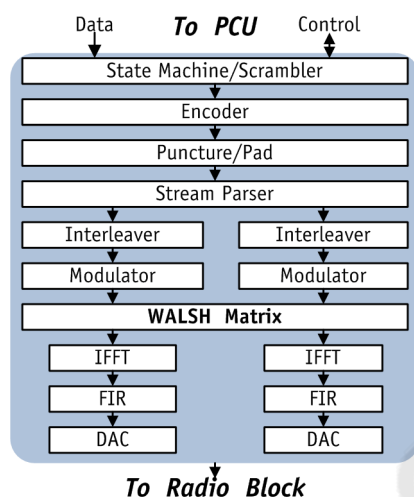 Data To PCU Control
State Machine/Scrambler
Encoder
Puncture/Pad
Stream Parser
Interleaver Interleaver
Modulator Modulator
WALSH Matrix
IFFT IFFT
FIR FIR
DAC DAC
To Radio Block